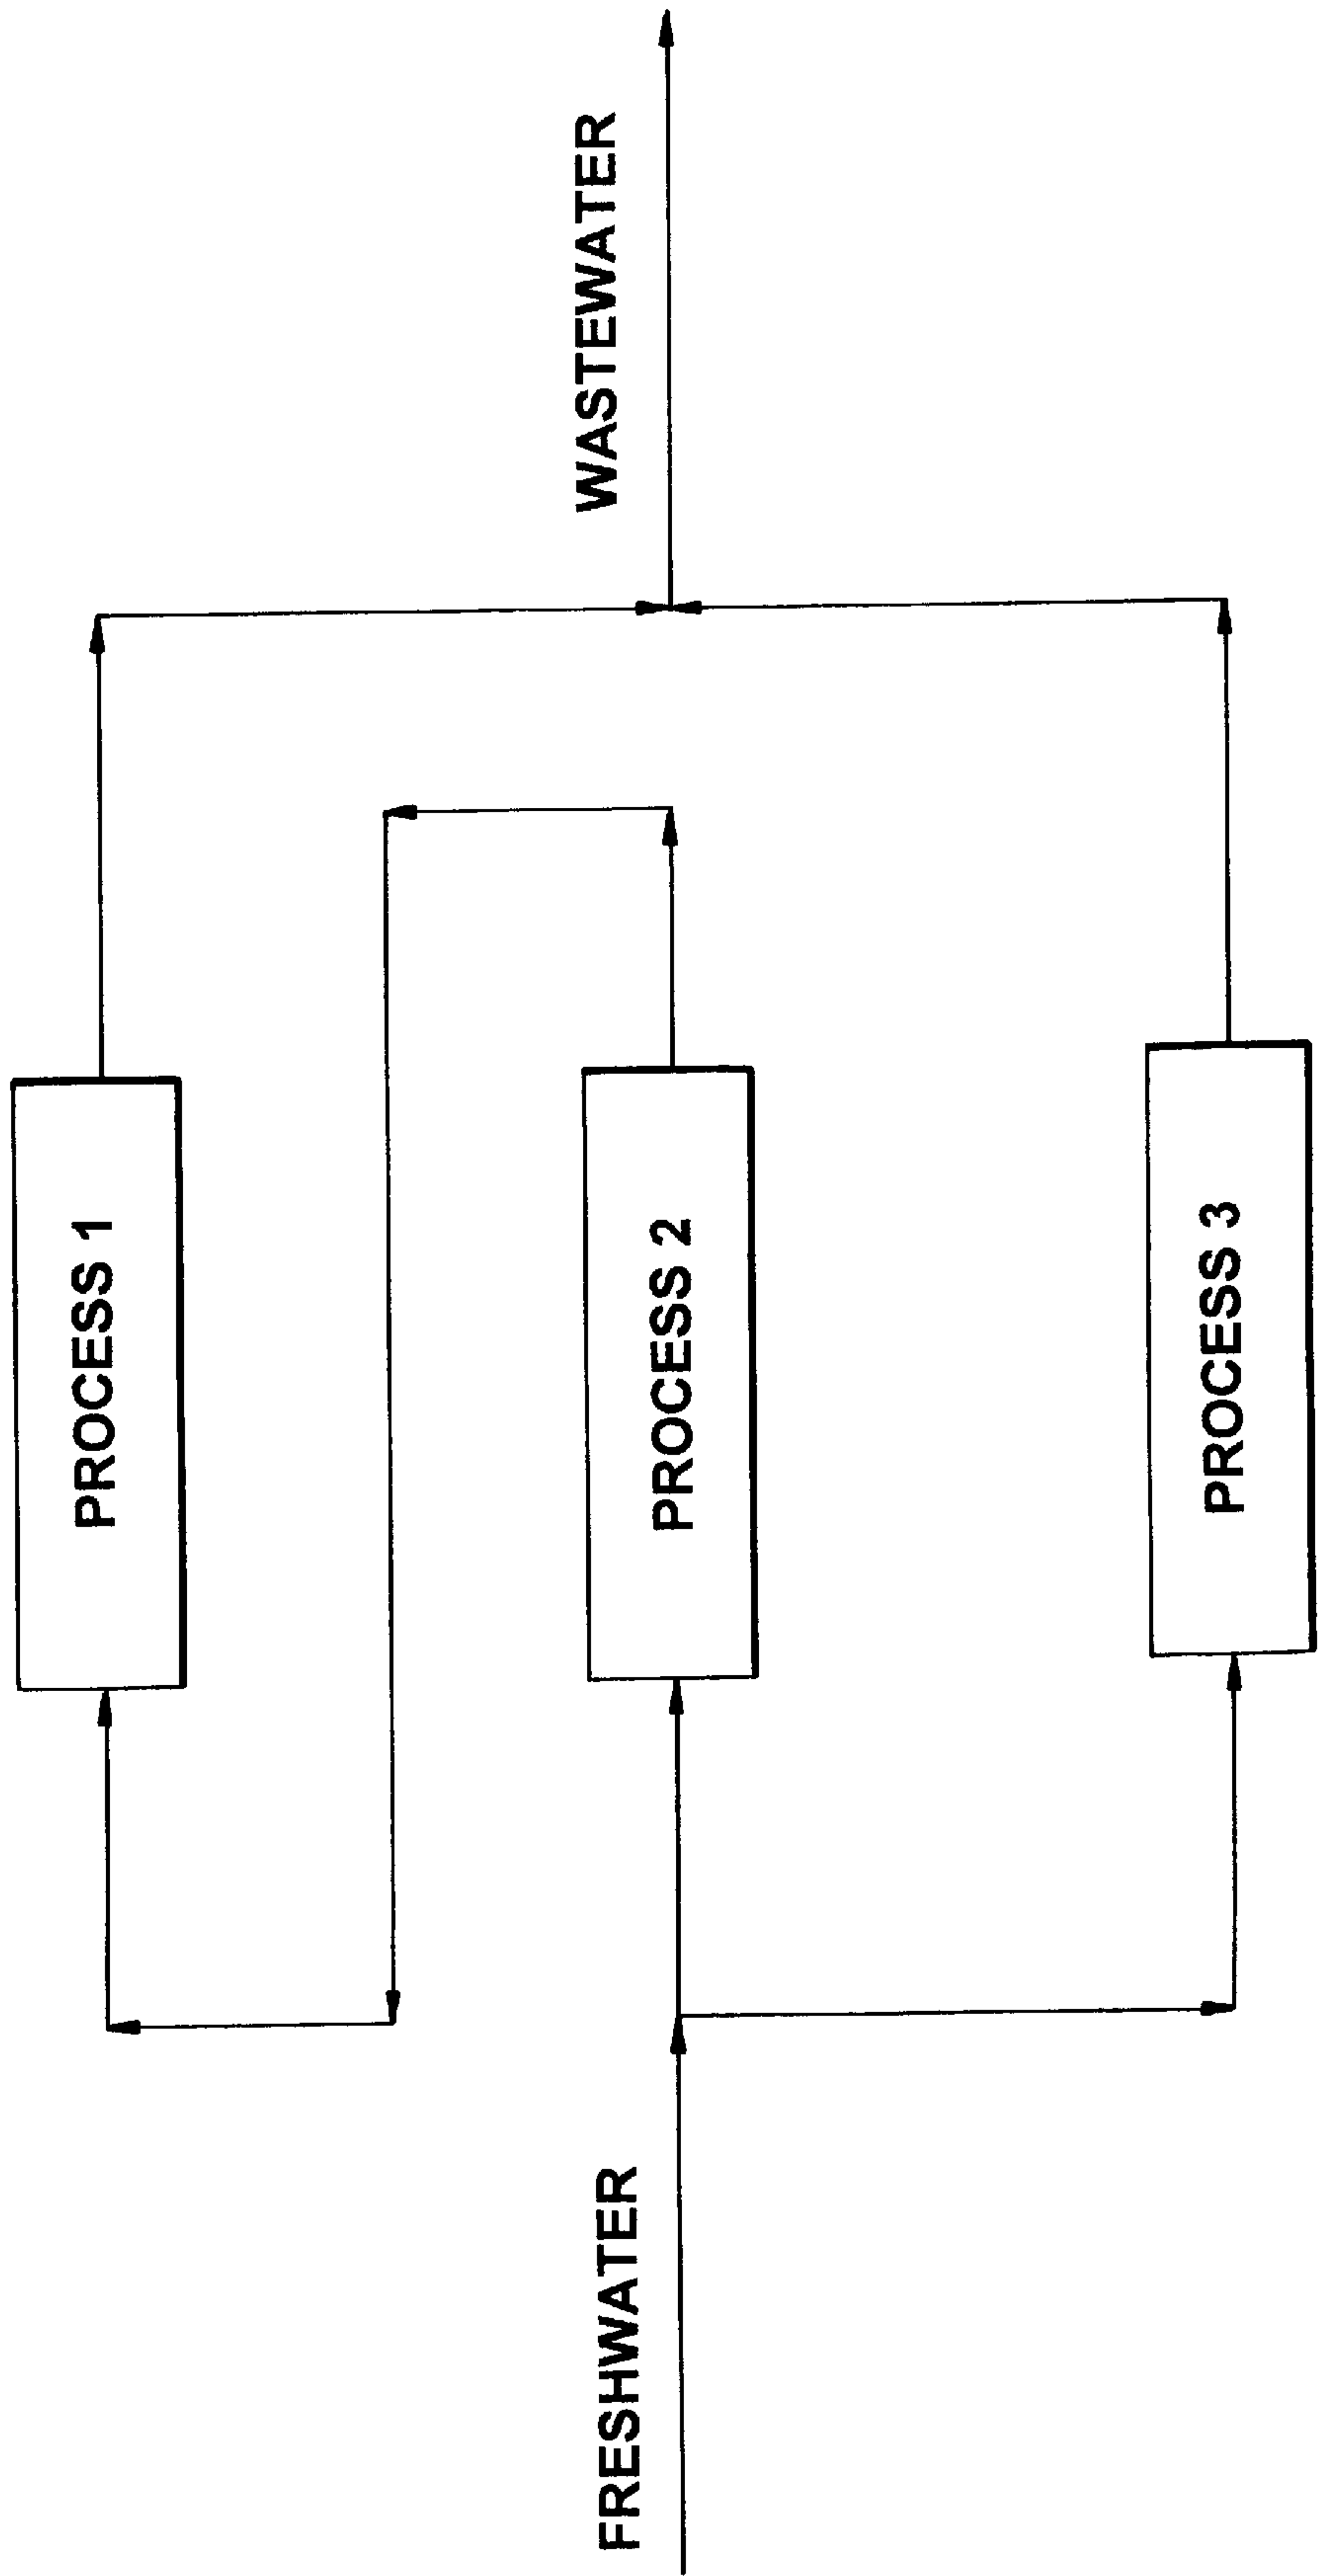 PROCESS 1
WASTEWATER
PROCESS 2
FRESHWATER
PROCESS 3